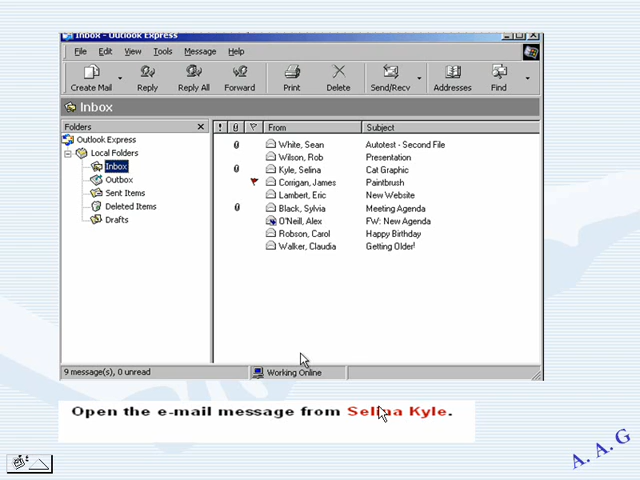 Inbox - Outlook Express
File Edit View Tools Message Help
Create Mail Reply Reply All Forward Print Delete Send/Recv Addresses Find
Inbox
Folders
Outlook Express
Local Folders
Inbox
Outbox
Sent Items
Deleted Items
Drafts
! From Subject
White, Sean Autotest - Second File
Wilson, Rob Presentation
Kyle, Selina Cat Graphic
Corrigan, James Paintbrush
Lambert, Eric New Website
Black, Sylvia Meeting Agenda
O'Neill, Alex FW: New Agenda
Robson, Carol Happy Birthday
Walker, Claudia Getting Older!
9 message(s), 0 unread Working Online
Open the e-mail message from Selina Kyle.
A. A. G